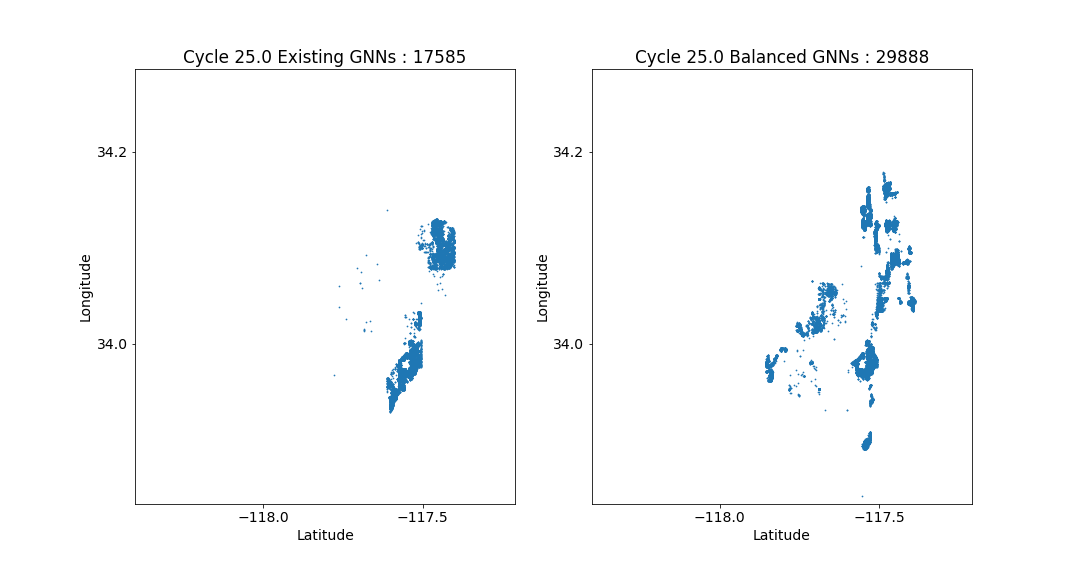 Cycle 25.0 Existing GNNs : 17585
34.2
34.0
Longitude
−118.0
−117.5
Latitude
Cycle 25.0 Balanced GNNs : 29888
34.2
34.0
Longitude
−118.0
−117.5
Latitude